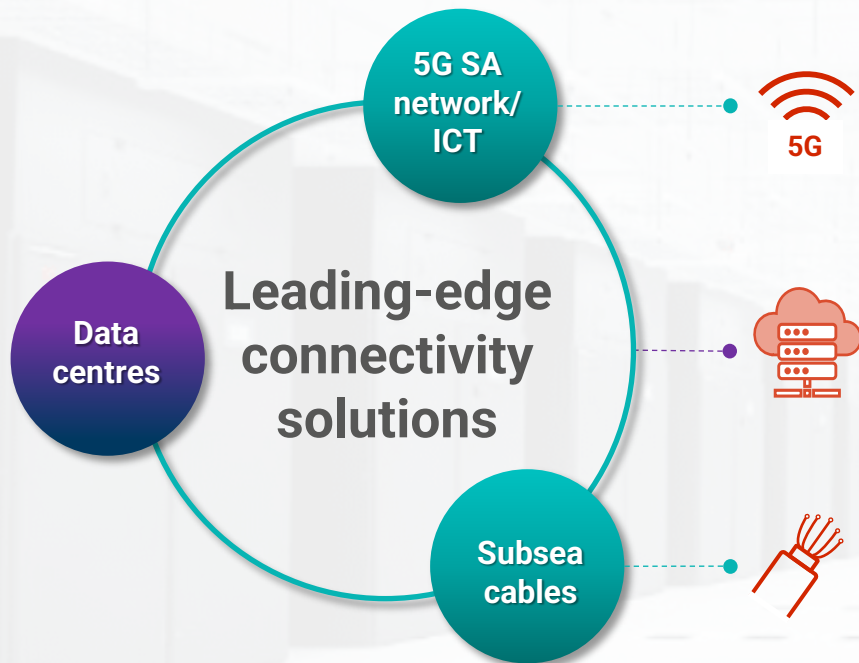 5G SA
network/
ICT
5G
Leading-edge
connectivity
solutions
Data
centres
Subsea
cables